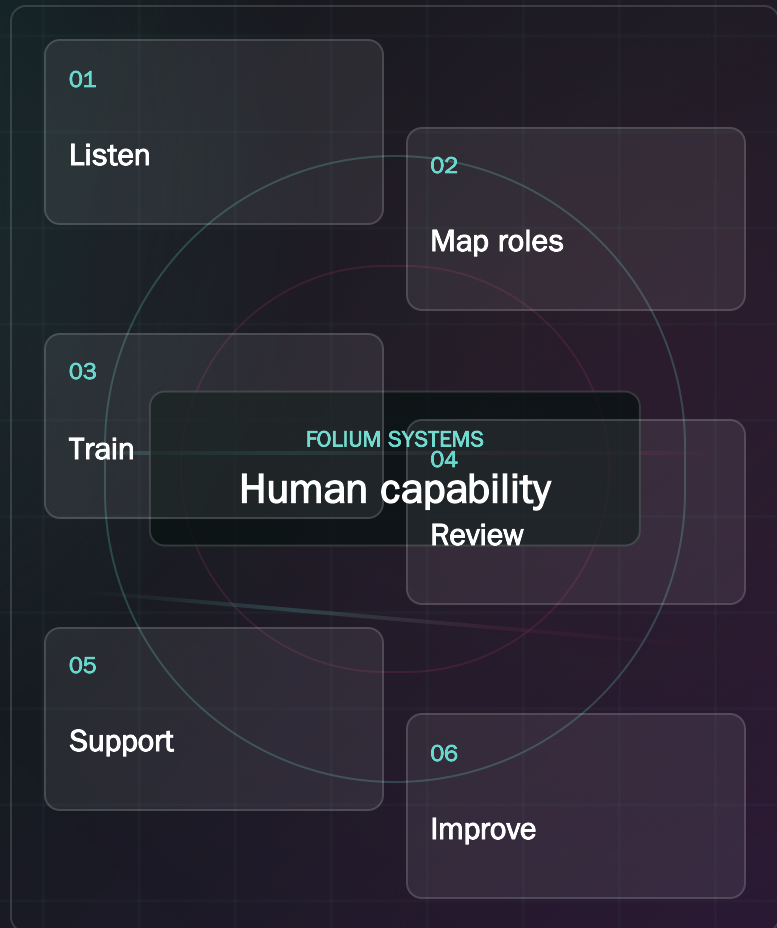 01
Listen
02
Map roles
03
Train
FOLIUM SYSTEMS
Human capability
04
Review
05
Support
06
Improve